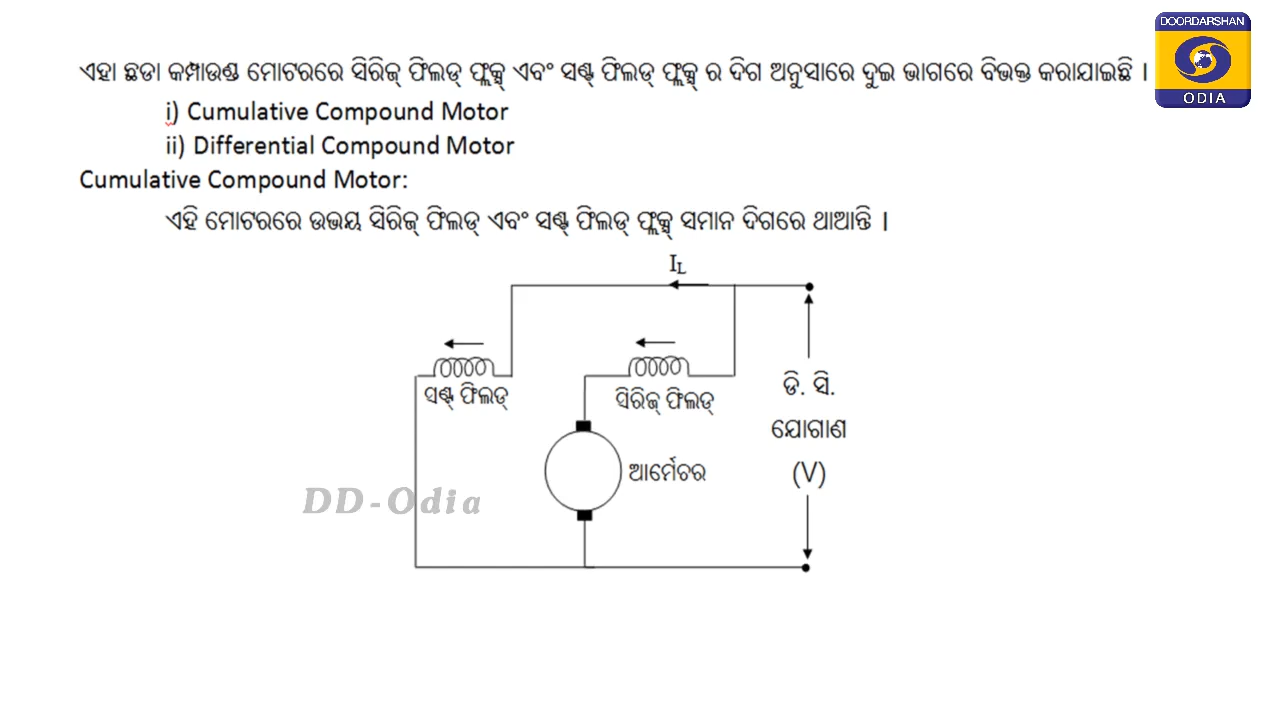 DOORDARSHAN
ODIA
ଏହା ଛଡା କମ୍ପାଉଣ୍ଡ ମୋଟରରେ ସିରିଜ୍ ଫିଲଡ୍ ଫ୍ଲକ୍ସ ଏବଂ ସଣ୍ଟ ଫିଲଡ୍ ଫ୍ଲକ୍ସ ର ଦିଗ ଅନୁସାରେ ଦୁଇ ଭାଗରେ ବିଭକ୍ତ କରାଯାଇଛି ।
i) Cumulative Compound Motor
ii) Differential Compound Motor
Cumulative Compound Motor:
ଏହି ମୋଟରରେ ଉଭୟ ସିରିଜ୍ ଫିଲଡ୍ ଏବଂ ସଣ୍ଟ୍ ଫିଲଡ୍ ଫ୍ଲକ୍ସ ସମାନ ଦିଗରେ ଥାଆନ୍ତି ।
IL
ସଣ୍ଟ୍ ଫିଲଡ୍
ସିରିଜ୍ ଫିଲଡ୍
ଡି. ସି.
ଯୋଗାଣ
(V)
ଆର୍ମେଚର
DD-Odia